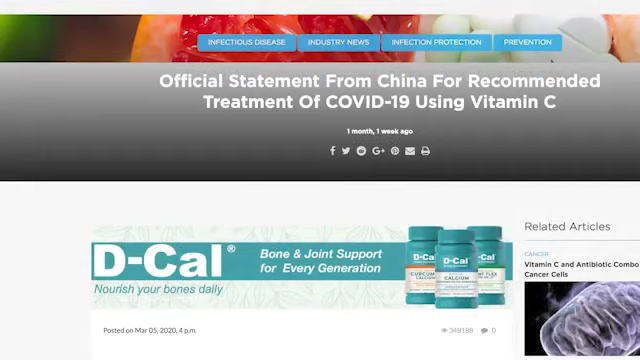 INFECTIOUS DISEASE INDUSTRY NEWS INFECTION PROTECTION PREVENTION
Official Statement From China For Recommended
Treatment Of COVID-19 Using Vitamin C
1 month, 1 week ago
D-Cal®
Nourish your bones daily
Bone & Joint Support
for Every Generation
D-Cal
CALCIUM
Posted on Mar 05, 2020, 4 p.m.
348188 0
Related Articles
CANCER
Vitamin C and Antibiotic Combo
Cancer Cells